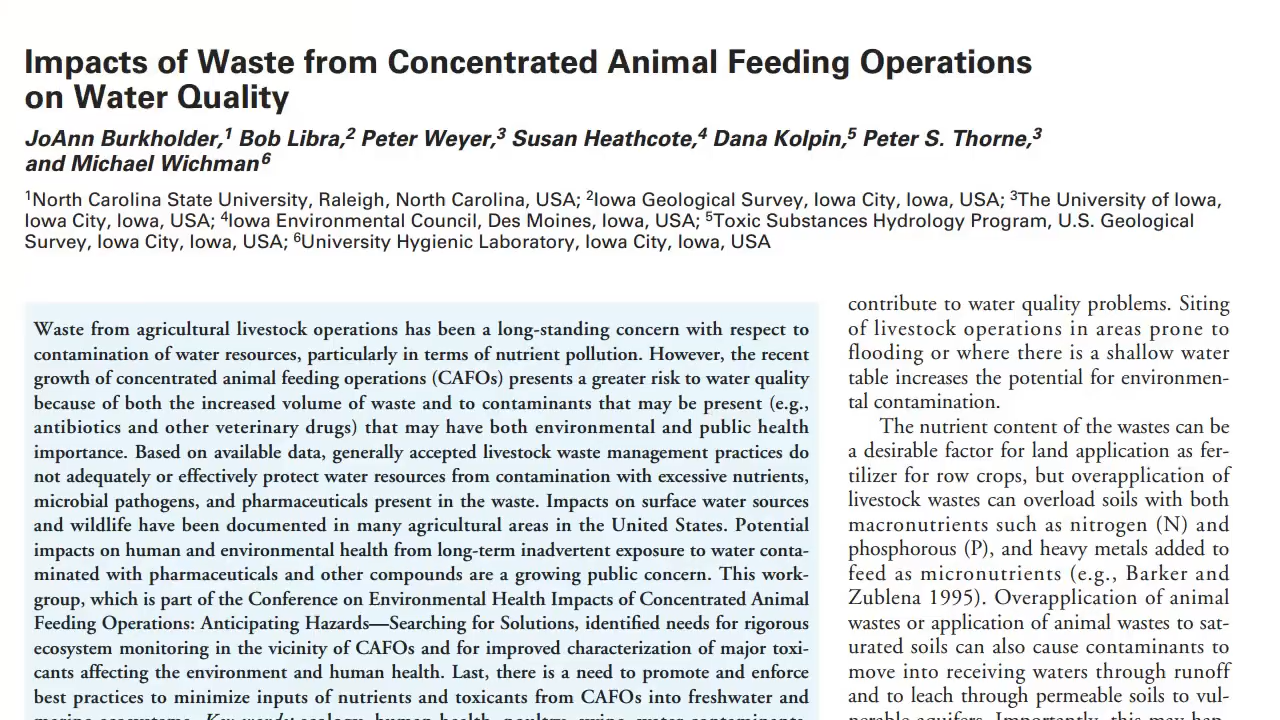 Impacts of Waste from Concentrated Animal Feeding Operations
on Water Quality
JoAnn Burkholder,¹ Bob Libra,² Peter Weyer,³ Susan Heathcote,⁴ Dana Kolpin,⁵ Peter S. Thorne,³
and Michael Wichman⁶
¹North Carolina State University, Raleigh, North Carolina, USA; ²Iowa Geological Survey, Iowa City, Iowa, USA; ³The University of Iowa,
Iowa City, Iowa, USA; ⁴Iowa Environmental Council, Des Moines, Iowa, USA; ⁵Toxic Substances Hydrology Program, U.S. Geological
Survey, Iowa City, Iowa, USA; ⁶University Hygienic Laboratory, Iowa City, Iowa, USA
Waste from agricultural livestock operations has been a long-standing concern with respect to
contamination of water resources, particularly in terms of nutrient pollution. However, the recent
growth of concentrated animal feeding operations (CAFOs) presents a greater risk to water quality
because of both the increased volume of waste and to contaminants that may be present (e.g.,
antibiotics and other veterinary drugs) that may have both environmental and public health
importance. Based on available data, generally accepted livestock waste management practices do
not adequately or effectively protect water resources from contamination with excessive nutrients,
microbial pathogens, and pharmaceuticals present in the waste. Impacts on surface water sources
and wildlife have been documented in many agricultural areas in the United States. Potential
impacts on human and environmental health from long-term inadvertent exposure to water conta-
minated with pharmaceuticals and other compounds are a growing public concern. This work-
group, which is part of the Conference on Environmental Health Impacts of Concentrated Animal
Feeding Operations: Anticipating Hazards—Searching for Solutions, identified needs for rigorous
ecosystem monitoring in the vicinity of CAFOs and for improved characterization of major toxi-
cants affecting the environment and human health. Last, there is a need to promote and enforce
best practices to minimize inputs of nutrients and toxicants from CAFOs into freshwater and
marine ecosystems. Key words: ecology, human health, poultry, swine, water contaminants,
contribute to water quality problems. Siting
of livestock operations in areas prone to
flooding or where there is a shallow water
table increases the potential for environmen-
tal contamination.
The nutrient content of the wastes can be
a desirable factor for land application as fer-
tilizer for row crops, but overapplication of
livestock wastes can overload soils with both
macronutrients such as nitrogen (N) and
phosphorous (P), and heavy metals added to
feed as micronutrients (e.g., Barker and
Zublena 1995). Overapplication of animal
wastes or application of animal wastes to sat-
urated soils can also cause contaminants to
move into receiving waters through runoff
and to leach through permeable soils to vul-
nerable aquifers. Importantly, this may hap-